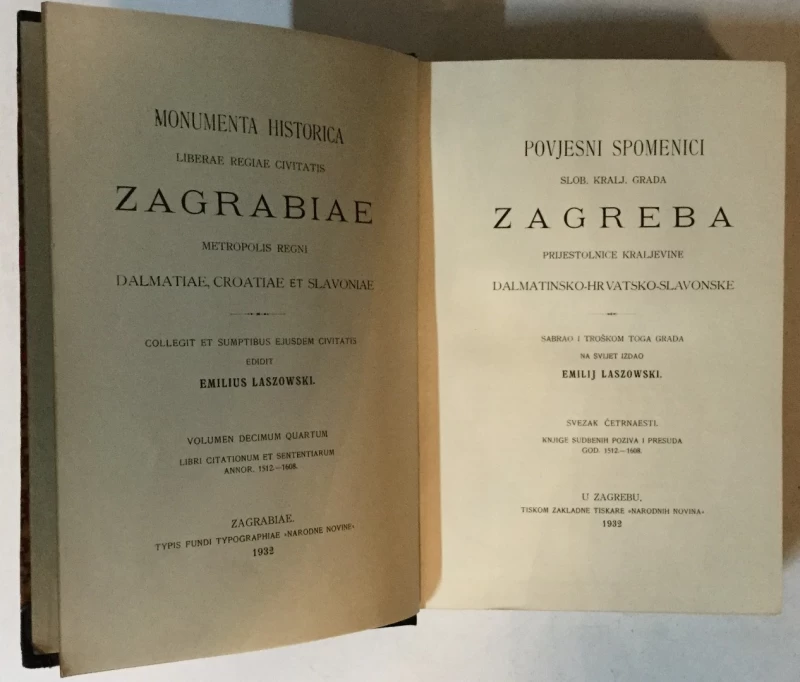 MONUMENTA HISTORICA
LIBERAE REGIAE CIVITATIS
ZAGRABIAE
METROPOLIS REGNI
DALMATIAE, CROATIAE ET SLAVONIAE
COLLEGIT ET SUMPTIBUS EJUSDEM CIVITATIS
EDIDIT
EMILIUS LASZOWSKI.
VOLUMEN DECIMUM QUARTUM
LIBRI CITATIONUM ET SENTENTIARUM
ANNOR. 1512.—1608.
ZAGRABIAE.
TYPIS FUNDI TYPOGRAPHIAE »NARODNE NOVINE«
1932
POVJESNI SPOMENICI
SLOB. KRALJ. GRADA
ZAGREBA
PRIJESTOLNICE KRALJEVINE
DALMATINSKO-HRVATSKO-SLAVONSKE
SABRAO I TROŠKOM TOGA GRADA
NA SVIJET IZDAO
EMILIJ LASZOWSKI.
SVEZAK ČETRNAESTI.
KNJIGE SUDBENIH POZIVA I PRESUDA
GOD. 1512.—1608.
U ZAGREBU.
TISKOM ZAKLADNE TISKARE »NARODNIH NOVINA«
1932